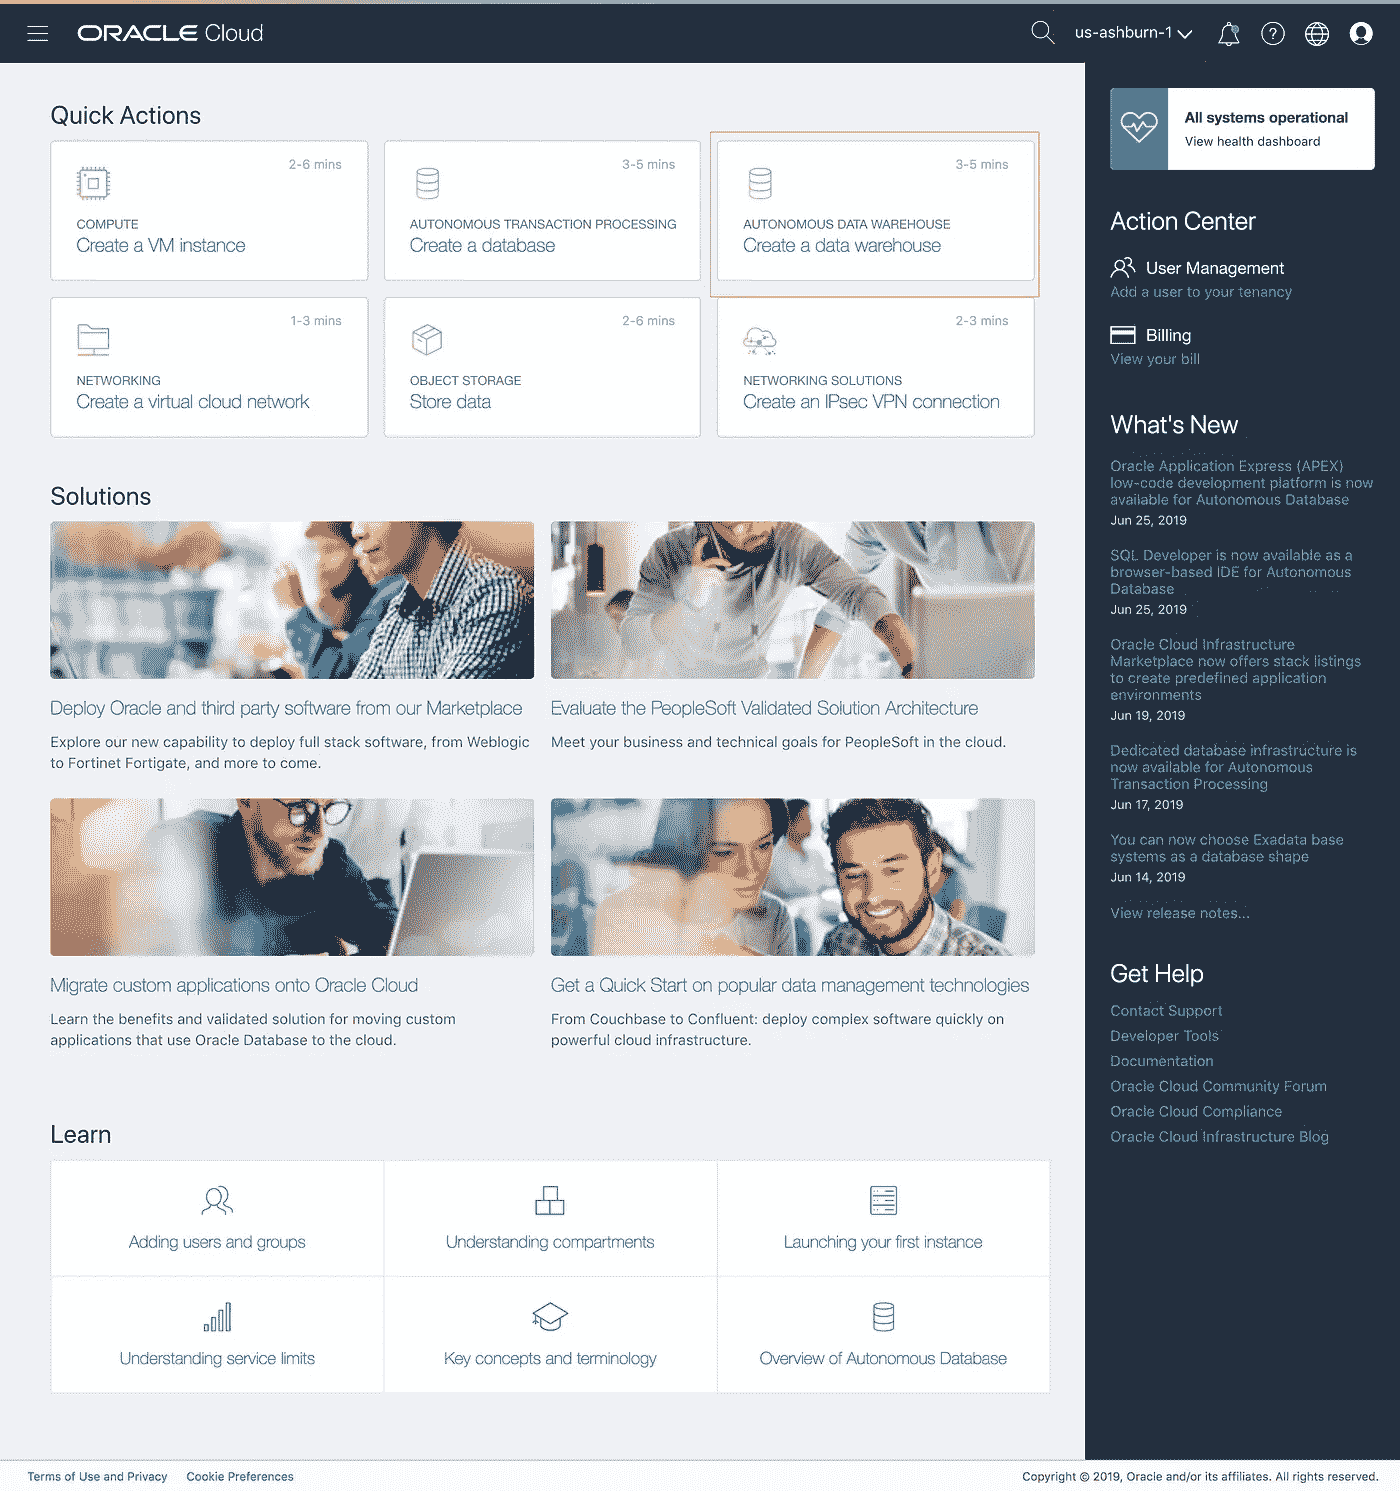 ORACLE Cloud
us-ashburn-1
Quick Actions
2-6 mins
COMPUTE
Create a VM instance
3-5 mins
AUTONOMOUS TRANSACTION PROCESSING
Create a database
3-5 mins
AUTONOMOUS DATA WAREHOUSE
Create a data warehouse
1-3 mins
NETWORKING
Create a virtual cloud network
2-6 mins
OBJECT STORAGE
Store data
2-3 mins
NETWORKING SOLUTIONS
Create an IPsec VPN connection
Solutions
Deploy Oracle and third party software from our Marketplace
Explore our new capability to deploy full stack software, from Weblogic
to Fortinet Fortigate, and more to come.
Evaluate the PeopleSoft Validated Solution Architecture
Meet your business and technical goals for PeopleSoft in the cloud.
Migrate custom applications onto Oracle Cloud
Learn the benefits and validated solution for moving custom
applications that use Oracle Database to the cloud.
Get a Quick Start on popular data management technologies
From Couchbase to Confluent: deploy complex software quickly on
powerful cloud infrastructure.
Learn
Adding users and groups
Understanding compartments
Launching your first instance
Understanding service limits
Key concepts and terminology
Overview of Autonomous Database
All systems operational
View health dashboard
Action Center
User Management
Add a user to your tenancy
Billing
View your bill
What's New
Oracle Application Express (APEX)
low-code development platform is now
available for Autonomous Database
Jun 25, 2019
SQL Developer is now available as a
browser-based IDE for Autonomous
Database
Jun 25, 2019
Oracle Cloud Infrastructure
Marketplace now offers stack listings
to create predefined application
environments
Jun 19, 2019
Dedicated database infrastructure is
now available for Autonomous
Transaction Processing
Jun 17, 2019
You can now choose Exadata base
systems as a database shape
Jun 14, 2019
View release notes...
Get Help
Contact Support
Developer Tools
Documentation
Oracle Cloud Community Forum
Oracle Cloud Compliance
Oracle Cloud Infrastructure Blog
Terms of Use and Privacy
Cookie Preferences
Copyright © 2019, Oracle and/or its affiliates. All rights reserved.